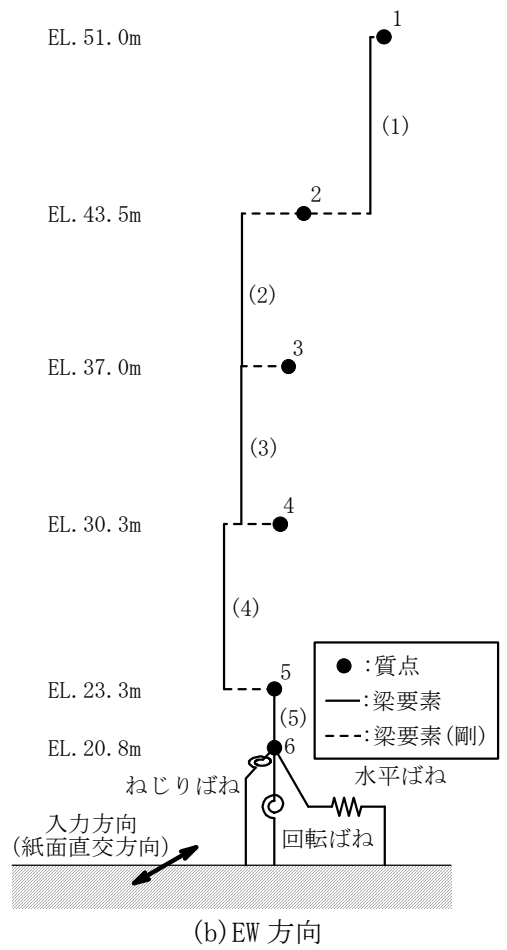 1
EL.51.0m
(1)
2
EL.43.5m
(2)
3
EL.37.0m
(3)
4
EL.30.3m
(4)
5
EL.23.3m
(5)
6
EL.20.8m
●:質点
―:梁要素
---:梁要素(剛)
ねじりばね
水平ばね
回転ばね
入力方向
(紙面直交方向)
(b)EW 方向